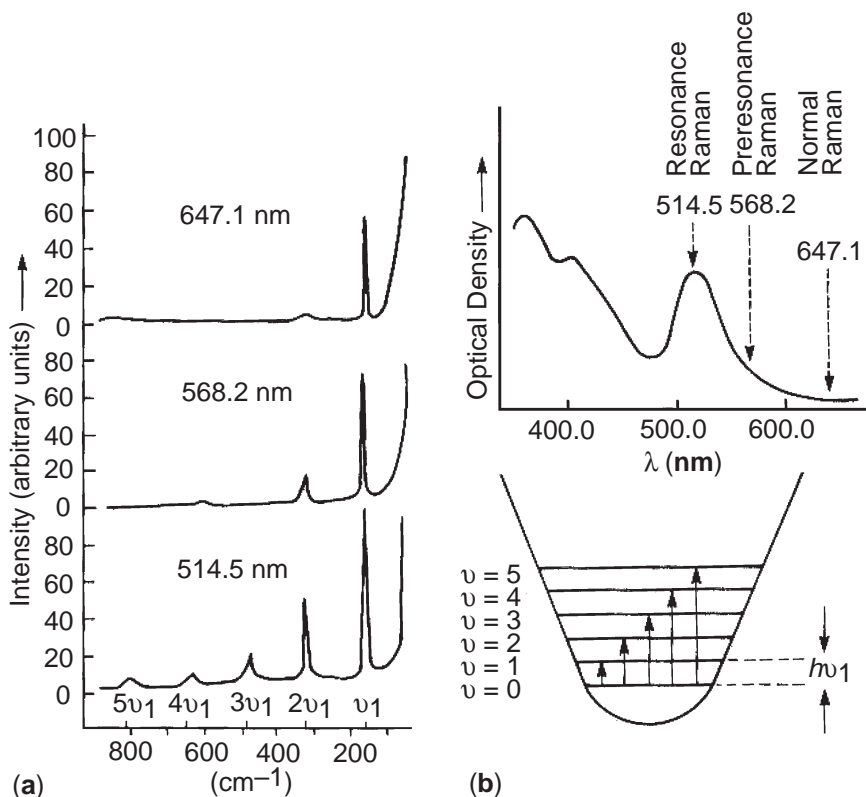 100
80
60
40
20
0
647.1 nm
80
60
40
20
0
568.2 nm
80
60
40
20
0
514.5 nm
5υ1 4υ1 3υ1 2υ1 υ1
800 600 400 200
(cm–1)
Intensity (arbitrary units)
(a)
Resonance
Raman
Preresonance
Raman
Normal
Raman
514.5 568.2
647.1
Optical Density
400.0 500.0 600.0
λ (nm)
υ = 5
υ = 4
υ = 3
υ = 2
υ = 1
υ = 0
hυ1
(b)